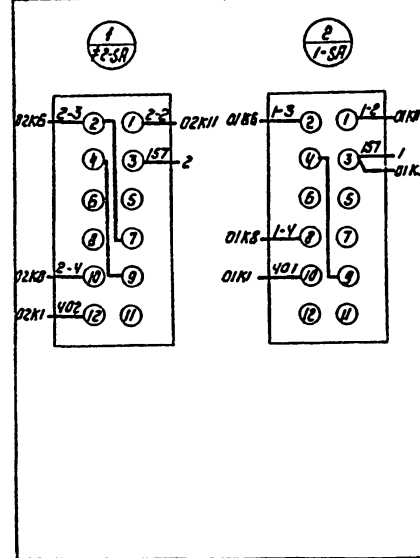 1
2-SA
2
1-SA
02K6 2-3 2 1 2-2 02K11
4 3 157 2
6 5
8 7
02K8 2-4 10 9
02K1 402 12 11
01K6 1-3 2 1 1-2
4 3 157 1
6 5
01K8 1-4 8 7
01K1 401 10 9
12 11